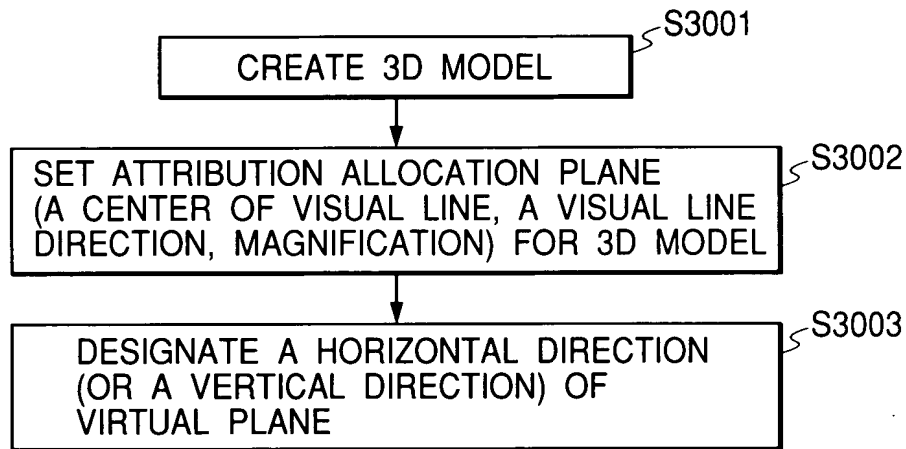 S3001
CREATE 3D MODEL
S3002
SET ATTRIBUTION ALLOCATION PLANE
(A CENTER OF VISUAL LINE, A VISUAL LINE
DIRECTION, MAGNIFICATION) FOR 3D MODEL
S3003
DESIGNATE A HORIZONTAL DIRECTION
(OR A VERTICAL DIRECTION) OF
VIRTUAL PLANE